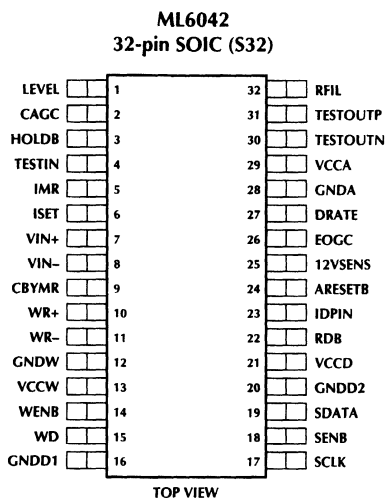 ML6042
32-pin SOIC (S32)
LEVEL 1 32 RFIL
CAGC 2 31 TESTOUTP
HOLDB 3 30 TESTOUTN
TESTIN 4 29 VCCA
IMR 5 28 GNDA
ISET 6 27 DRATE
VIN+ 7 26 EOGC
VIN– 8 25 12VSENS
CBYMR 9 24 ARESETB
WR+ 10 23 IDPIN
WR– 11 22 RDB
GNDW 12 21 VCCD
VCCW 13 20 GNDD2
WENB 14 19 SDATA
WD 15 18 SENB
GNDD1 16 17 SCLK
TOP VIEW